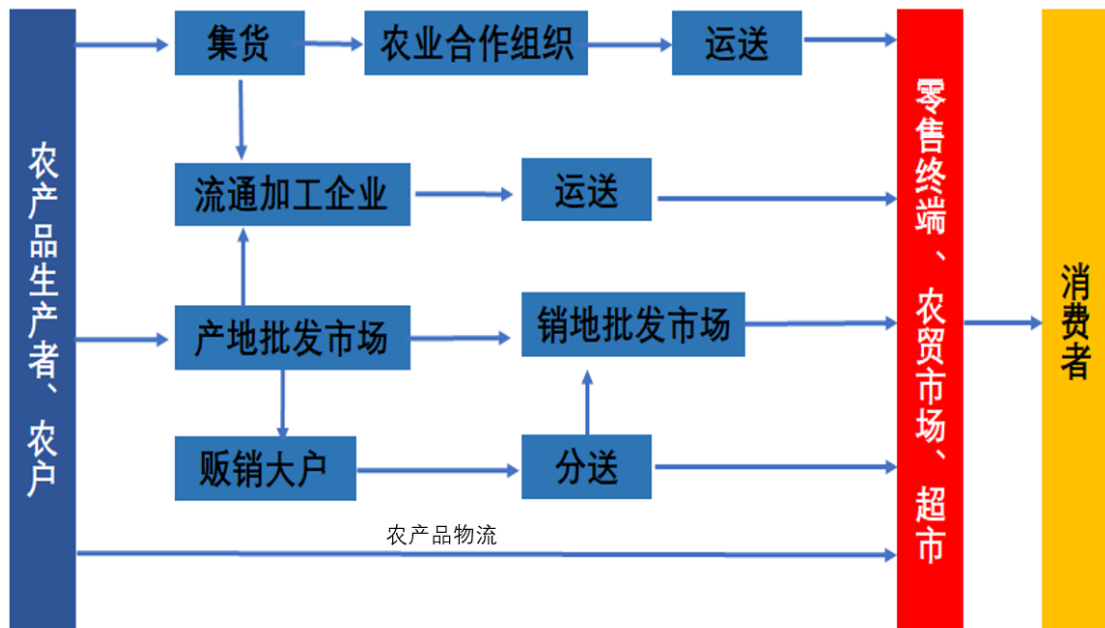 农产品生产者、农户
集货
农业合作组织
运送
流通加工企业
运送
产地批发市场
销地批发市场
贩销大户
分送
农产品物流
零售终端、农贸市场、超市
消费者